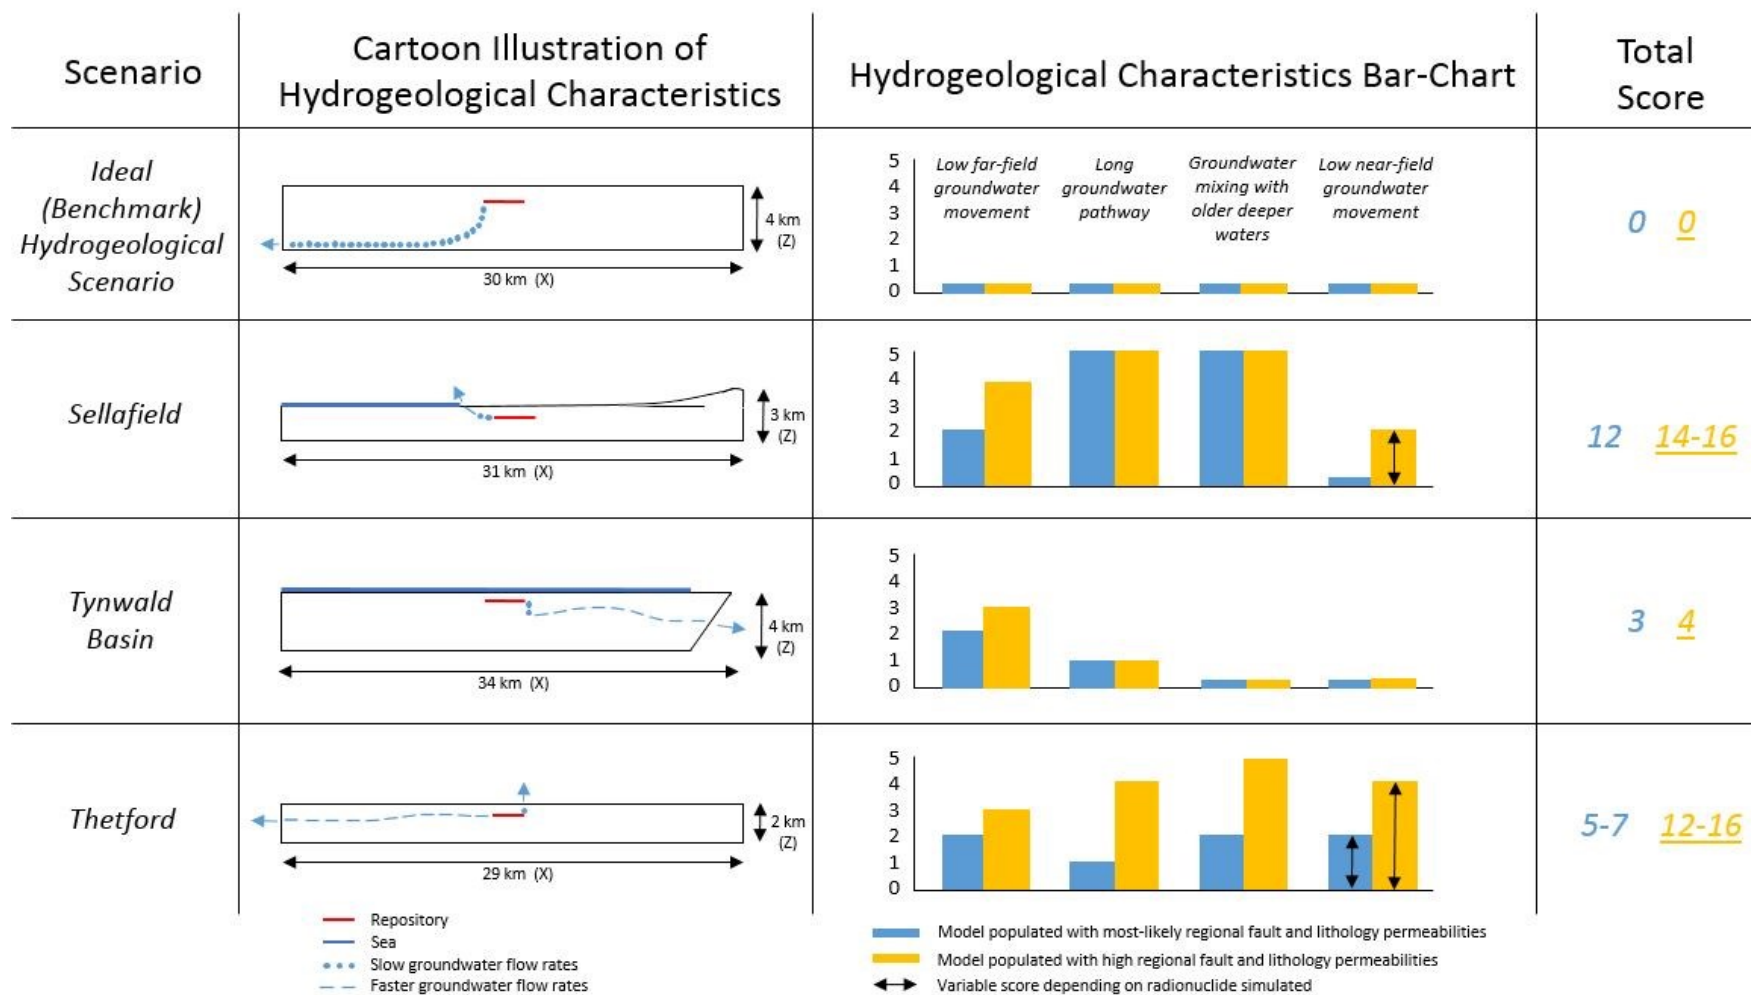 Scenario
Cartoon Illustration of
Hydrogeological Characteristics
Hydrogeological Characteristics Bar-Chart
Total
Score
Ideal
(Benchmark)
Hydrogeological
Scenario
4 km
(Z)
30 km (X)
5
4
3
2
1
0
Low far-field
groundwater
movement
Long
groundwater
pathway
Groundwater
mixing with
older deeper
waters
Low near-field
groundwater
movement
0 0
Sellafield
3 km
(Z)
31 km (X)
5
4
3
2
1
0
12 14-16
Tynwald
Basin
4 km
(Z)
34 km (X)
5
4
3
2
1
0
3 4
Thetford
2 km
(Z)
29 km (X)
5
4
3
2
1
0
5-7 12-16
Repository
Sea
Slow groundwater flow rates
Faster groundwater flow rates
Model populated with most-likely regional fault and lithology permeabilities
Model populated with high regional fault and lithology permeabilities
Variable score depending on radionuclide simulated